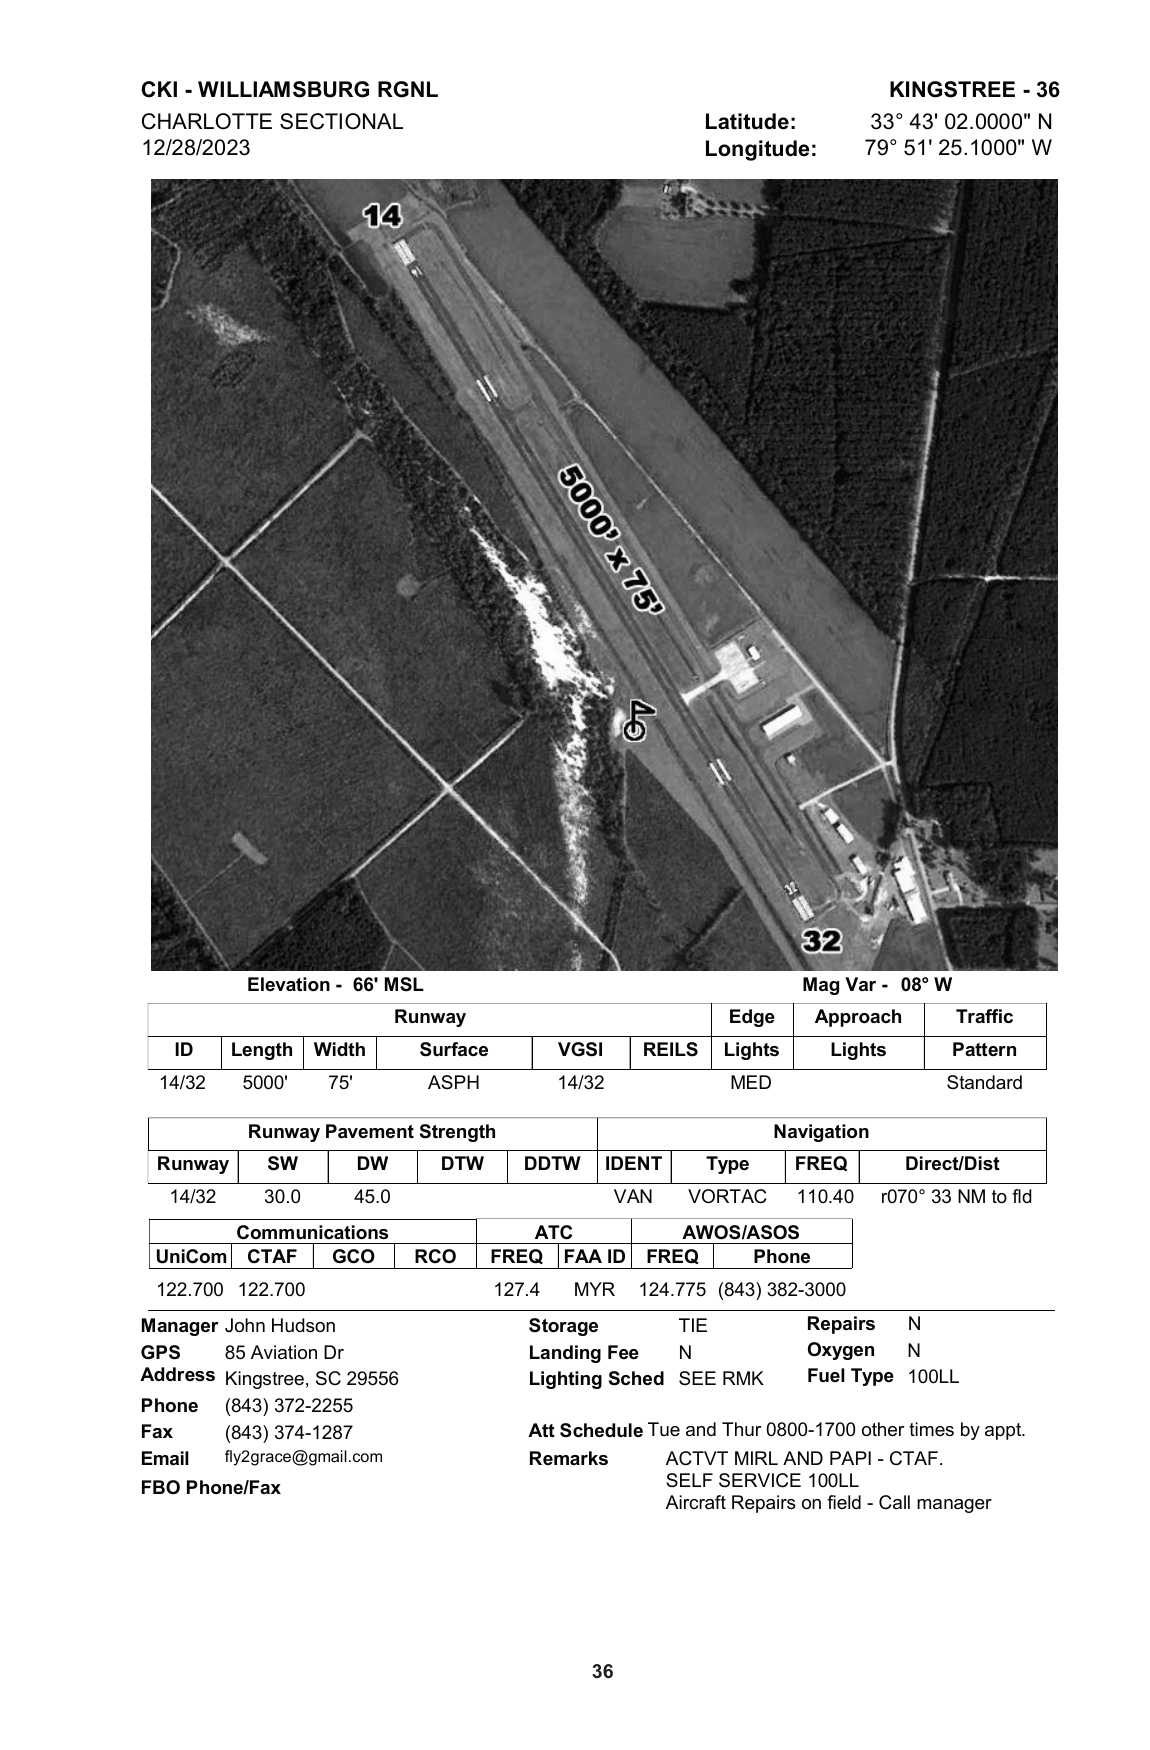 CKI - WILLIAMSBURG RGNL KINGSTREE - 36
CHARLOTTE SECTIONAL Latitude: 33° 43' 02.0000" N
12/28/2023 Longitude: 79° 51' 25.1000" W
14
5000' x 75'
32
Elevation - 66' MSL Mag Var - 08° W
Runway Edge Approach Traffic
ID Length Width Surface VGSI REILS Lights Lights Pattern
14/32 5000' 75' ASPH 14/32 MED Standard
Runway Pavement Strength Navigation
Runway SW DW DTW DDTW IDENT Type FREQ Direct/Dist
14/32 30.0 45.0 VAN VORTAC 110.40 r070° 33 NM to fld
Communications ATC AWOS/ASOS
UniCom CTAF GCO RCO FREQ FAA ID FREQ Phone
122.700 122.700 127.4 MYR 124.775 (843) 382-3000
Manager John Hudson Storage TIE Repairs N
GPS 85 Aviation Dr Landing Fee N Oxygen N
Address Kingstree, SC 29556 Lighting Sched SEE RMK Fuel Type 100LL
Phone (843) 372-2255
Fax (843) 374-1287 Att Schedule Tue and Thur 0800-1700 other times by appt.
Email fly2grace@gmail.com Remarks ACTVT MIRL AND PAPI - CTAF.
SELF SERVICE 100LL
FBO Phone/Fax
Aircraft Repairs on field - Call manager
36